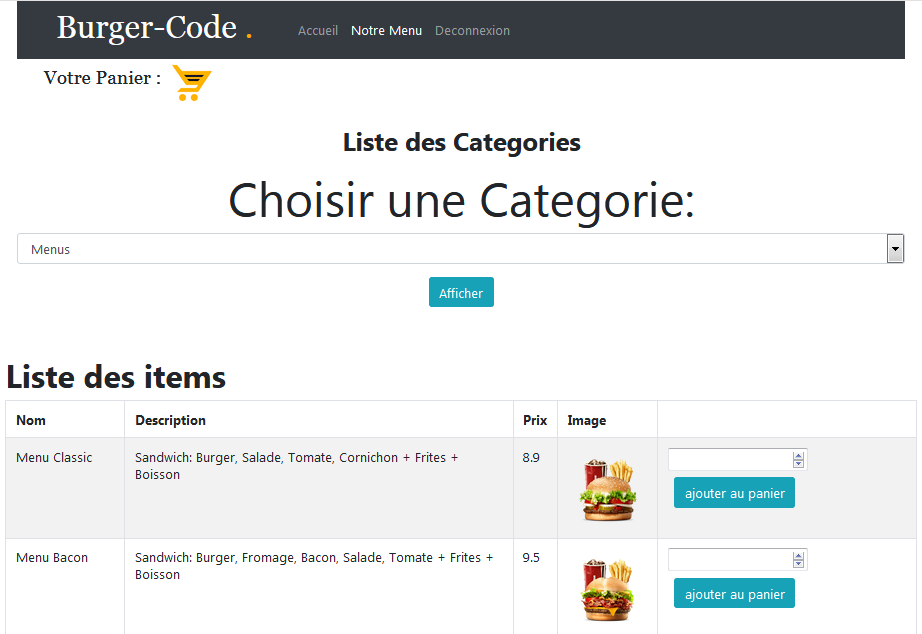 Burger-Code .
Accueil Notre Menu Deconnexion
Votre Panier :
Liste des Categories
Choisir une Categorie:
Menus
Afficher
Liste des items
Nom Description Prix Image
Menu Classic Sandwich: Burger, Salade, Tomate, Cornichon + Frites + 8.9
Boisson
ajouter au panier
Menu Bacon Sandwich: Burger, Fromage, Bacon, Salade, Tomate + Frites + 9.5
Boisson
ajouter au panier